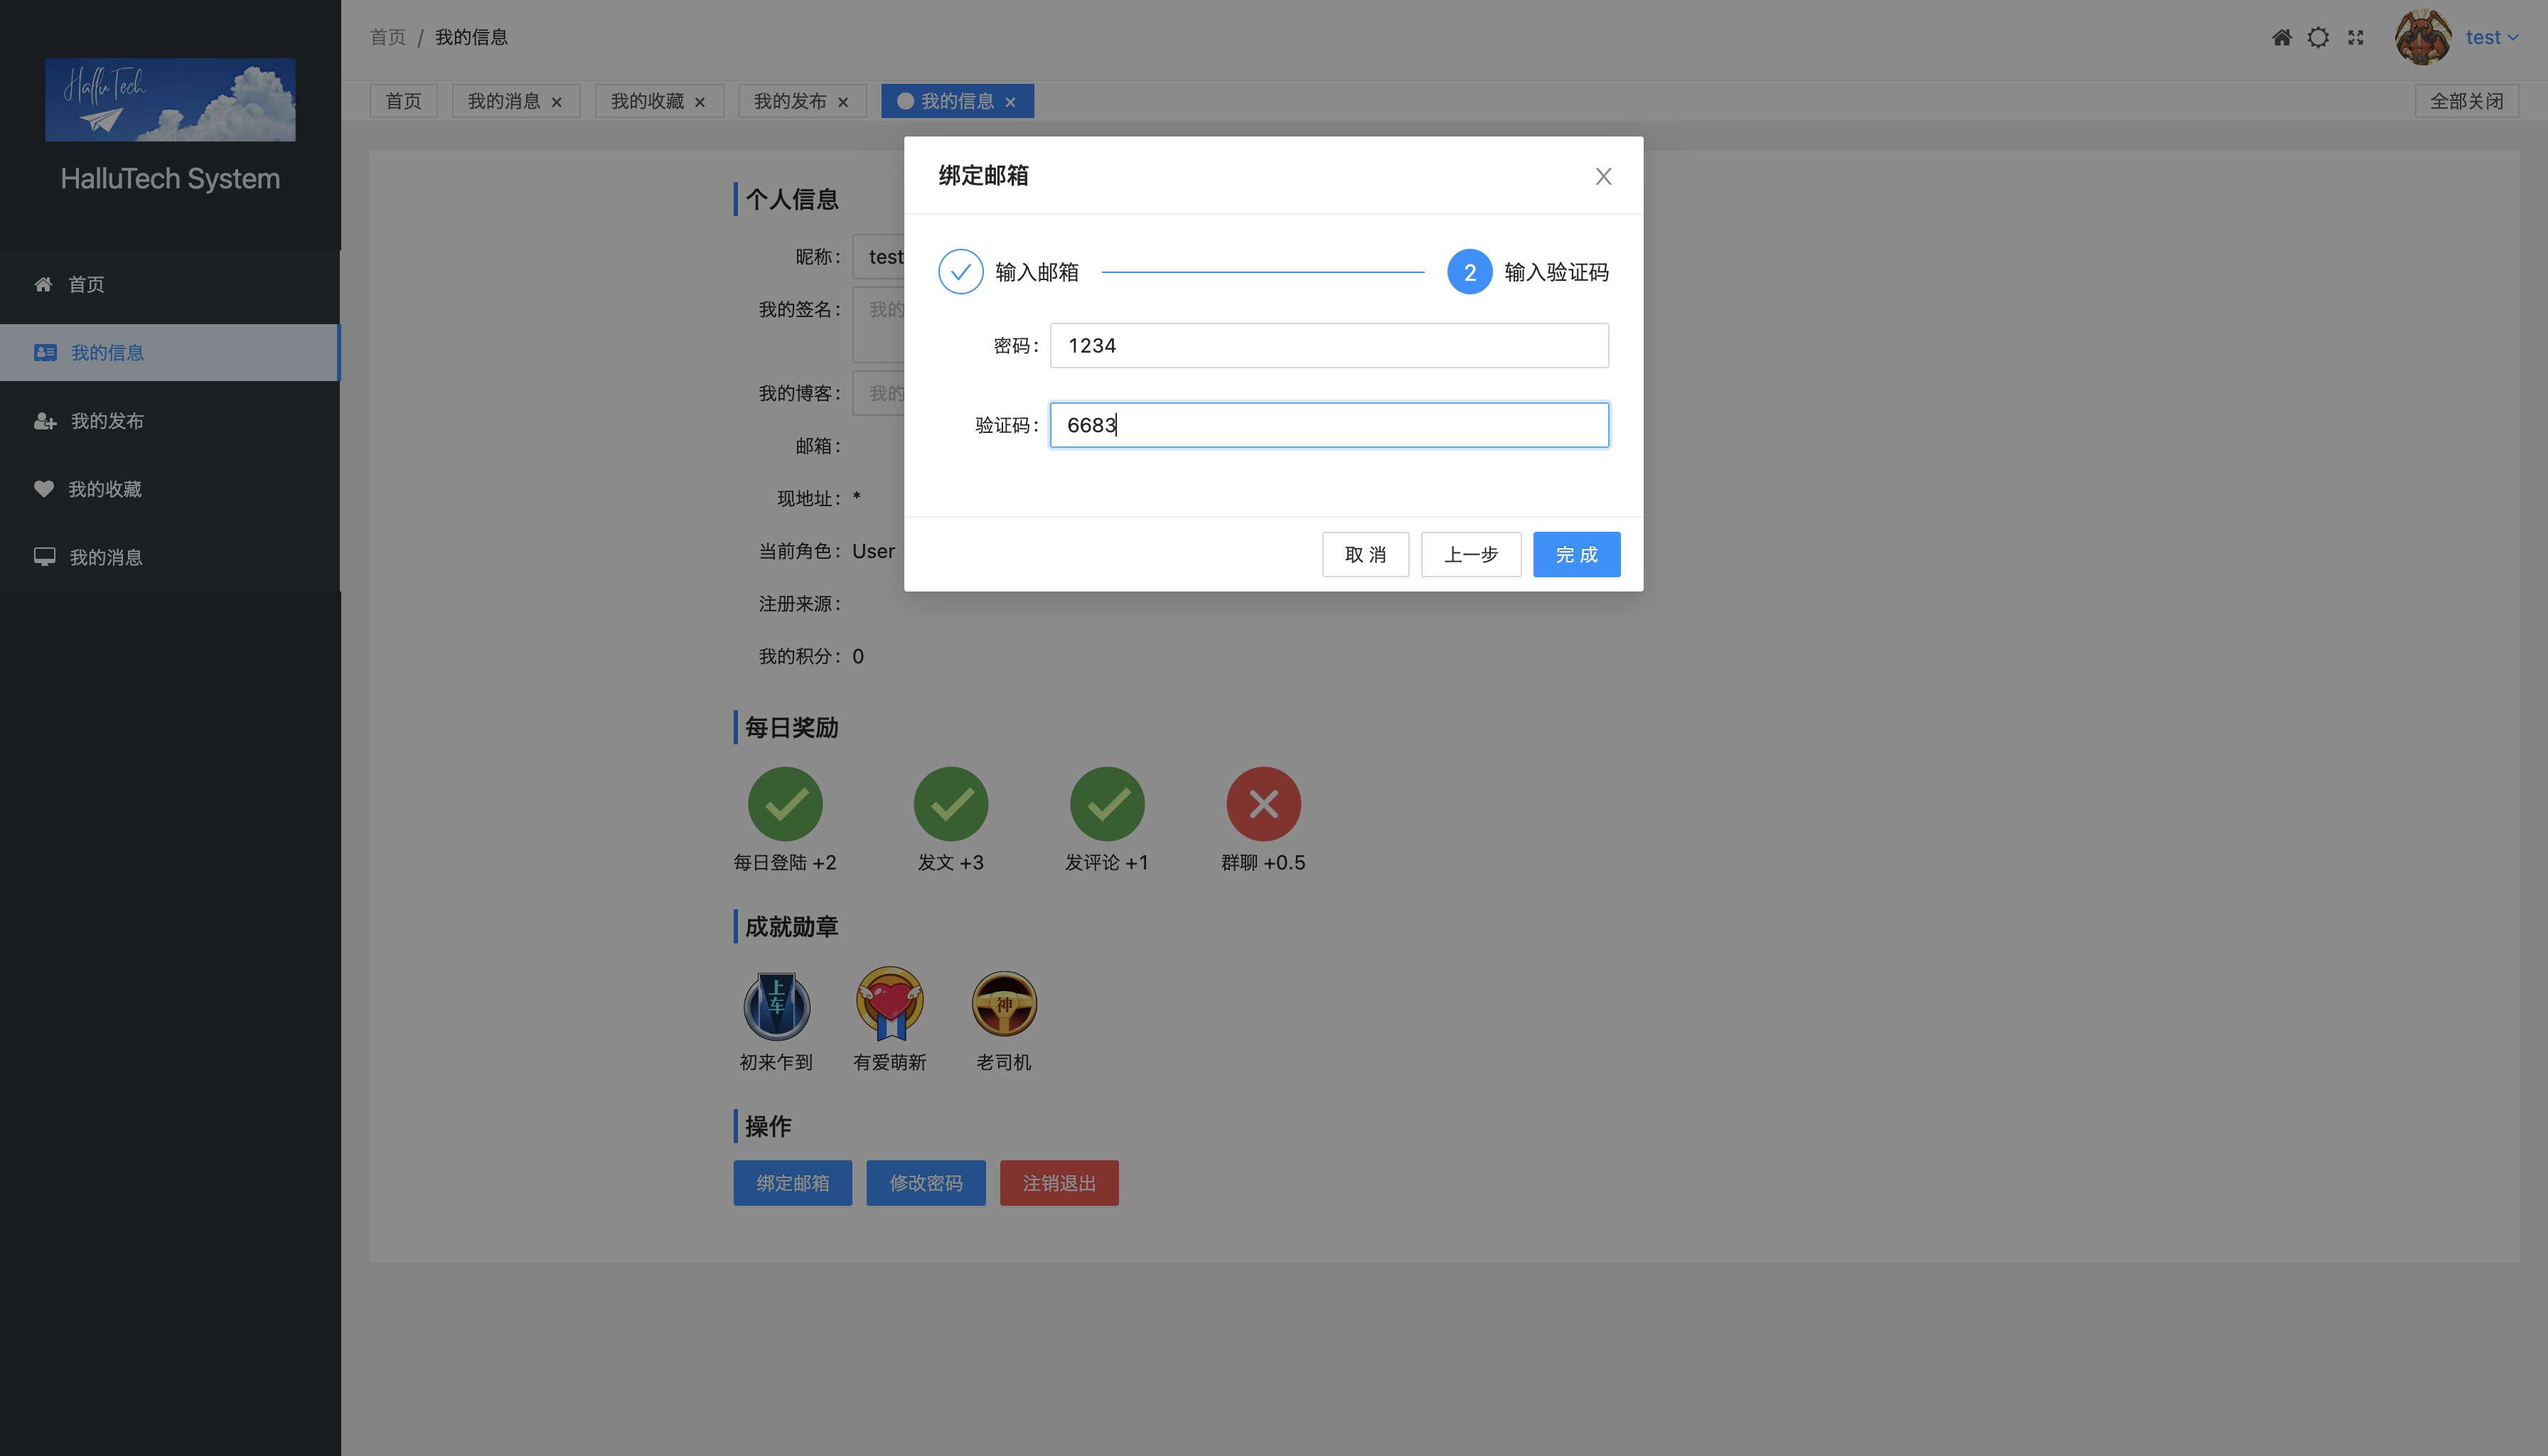 Hallu Tech
HalluTech System
首页
我的信息
我的发布
我的收藏
我的消息
首页 / 我的信息
test
首页
我的消息 ×
我的收藏 ×
我的发布 ×
我的信息 ×
全部关闭
个人信息
昵称： test
我的签名： 我的
我的博客： 我的
邮箱：
现地址： *
当前角色： User
注册来源：
我的积分： 0
绑定邮箱
输入邮箱
2 输入验证码
密码： 1234
验证码： 6683
取 消
上一步
完 成
每日奖励
每日登陆 +2
发文 +3
发评论 +1
群聊 +0.5
成就勋章
上车
神
初来乍到
有爱萌新
老司机
操作
绑定邮箱
修改密码
注销退出